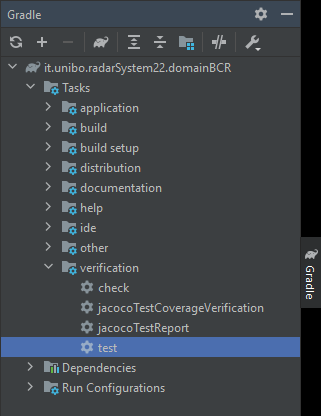 Gradle
it.unibo.radarSystem22.domainBCR
Tasks
application
build
build setup
distribution
documentation
help
ide
other
verification
check
jacocoTestCoverageVerification
jacocoTestReport
test
Dependencies
Run Configurations
Gradle